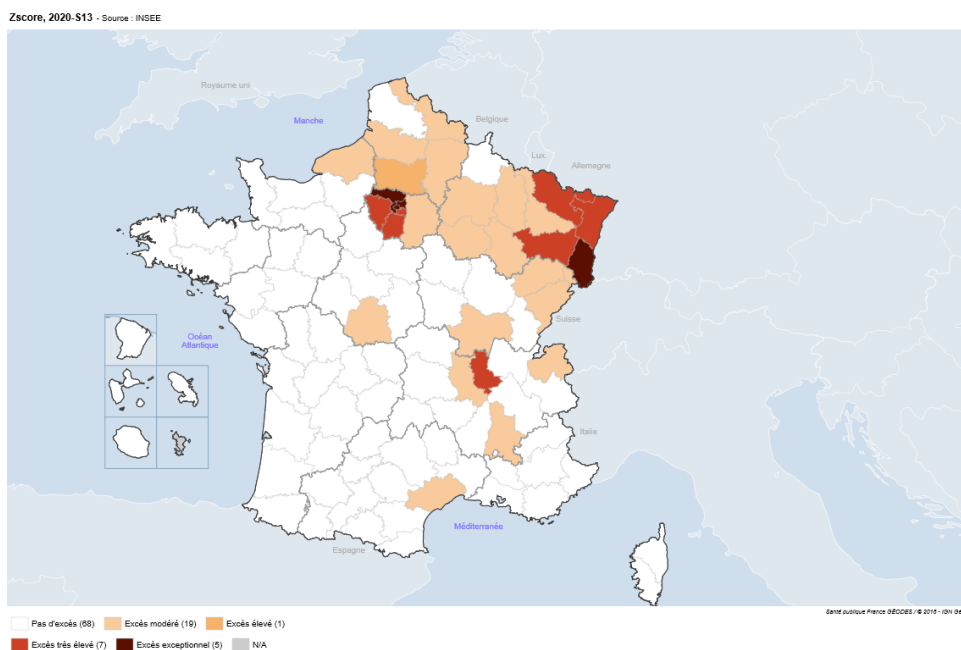 Zscore, 2020-S13 - Source : INSEE
Royaume uni
Manche
Belgique
Lux.
Allemagne
Suisse
Océan
Atlantique
Italie
Méditerranée
Espagne
Santé publique France GÉODES / © 2016 - IGN Gé
Pas d'excès (68) Excès modéré (19) Excès élevé (1)
Excès très élevé (7) Excès exceptionnel (5) N/A